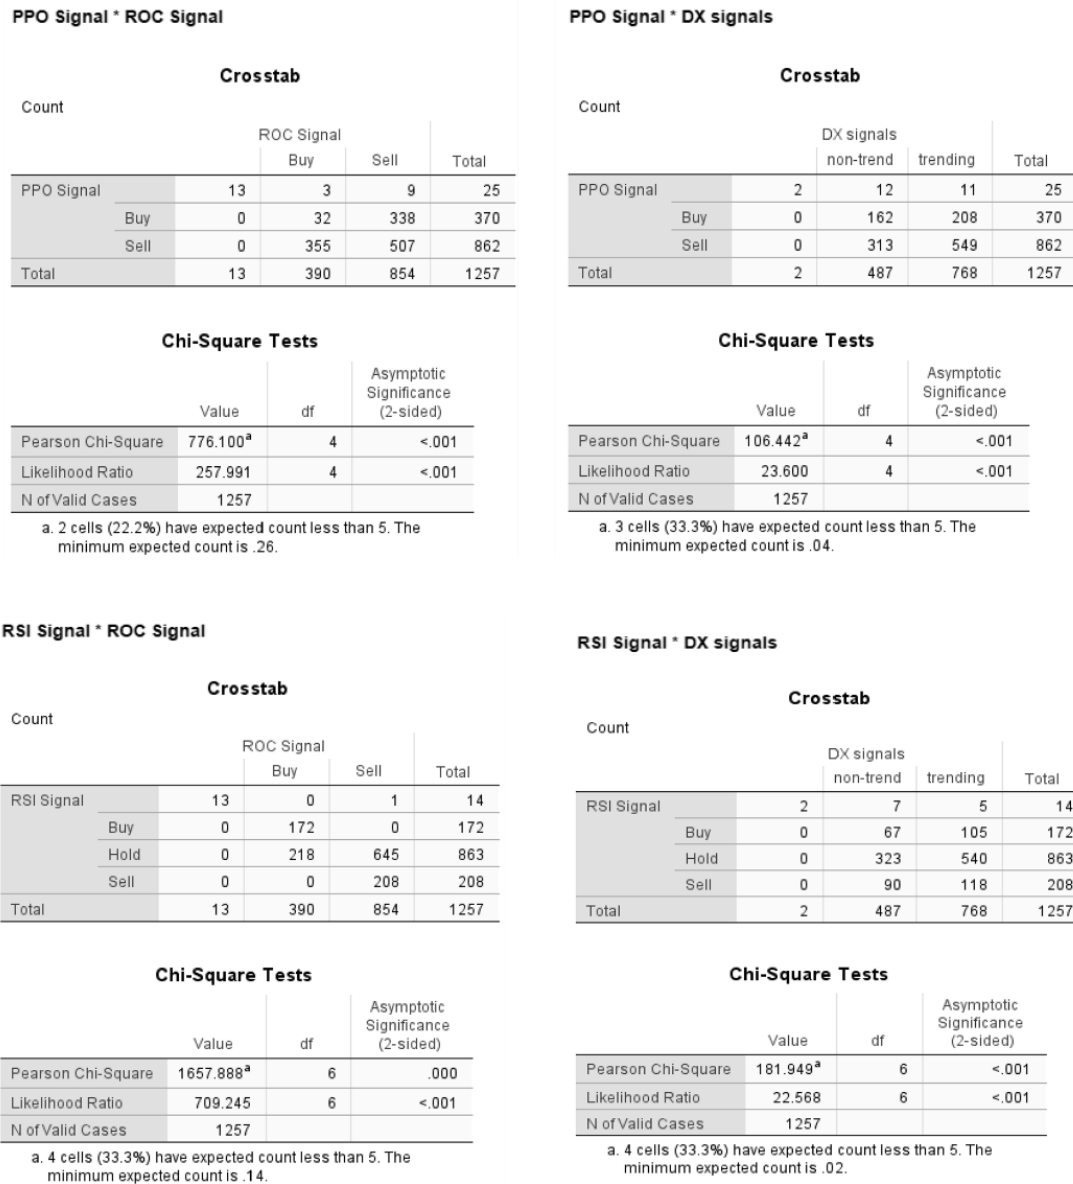 PPO Signal * ROC Signal
Crosstab
Count
ROC Signal
Buy Sell Total
PPO Signal 13 3 9 25
Buy 0 32 338 370
Sell 0 355 507 862
Total 13 390 854 1257
Chi-Square Tests
Value df Asymptotic Significance (2-sided)
Pearson Chi-Square 776.100a 4 <.001
Likelihood Ratio 257.991 4 <.001
N of Valid Cases 1257
a. 2 cells (22.2%) have expected count less than 5. The
minimum expected count is .26.
PPO Signal * DX signals
Crosstab
Count
DX signals
non-trend trending Total
PPO Signal 2 12 11 25
Buy 0 162 208 370
Sell 0 313 549 862
Total 2 487 768 1257
Chi-Square Tests
Value df Asymptotic Significance (2-sided)
Pearson Chi-Square 106.442a 4 <.001
Likelihood Ratio 23.600 4 <.001
N of Valid Cases 1257
a. 3 cells (33.3%) have expected count less than 5. The
minimum expected count is .04.
RSI Signal * ROC Signal
Crosstab
Count
ROC Signal
Buy Sell Total
RSI Signal 13 0 1 14
Buy 0 172 0 172
Hold 0 218 645 863
Sell 0 0 208 208
Total 13 390 854 1257
Chi-Square Tests
Value df Asymptotic Significance (2-sided)
Pearson Chi-Square 1657.888a 6 .000
Likelihood Ratio 709.245 6 <.001
N of Valid Cases 1257
a. 4 cells (33.3%) have expected count less than 5. The
minimum expected count is .14.
RSI Signal * DX signals
Crosstab
Count
DX signals
non-trend trending Total
RSI Signal 2 7 5 14
Buy 0 67 105 172
Hold 0 323 540 863
Sell 0 90 118 208
Total 2 487 768 1257
Chi-Square Tests
Value df Asymptotic Significance (2-sided)
Pearson Chi-Square 181.949a 6 <.001
Likelihood Ratio 22.568 6 <.001
N of Valid Cases 1257
a. 4 cells (33.3%) have expected count less than 5. The
minimum expected count is .02.